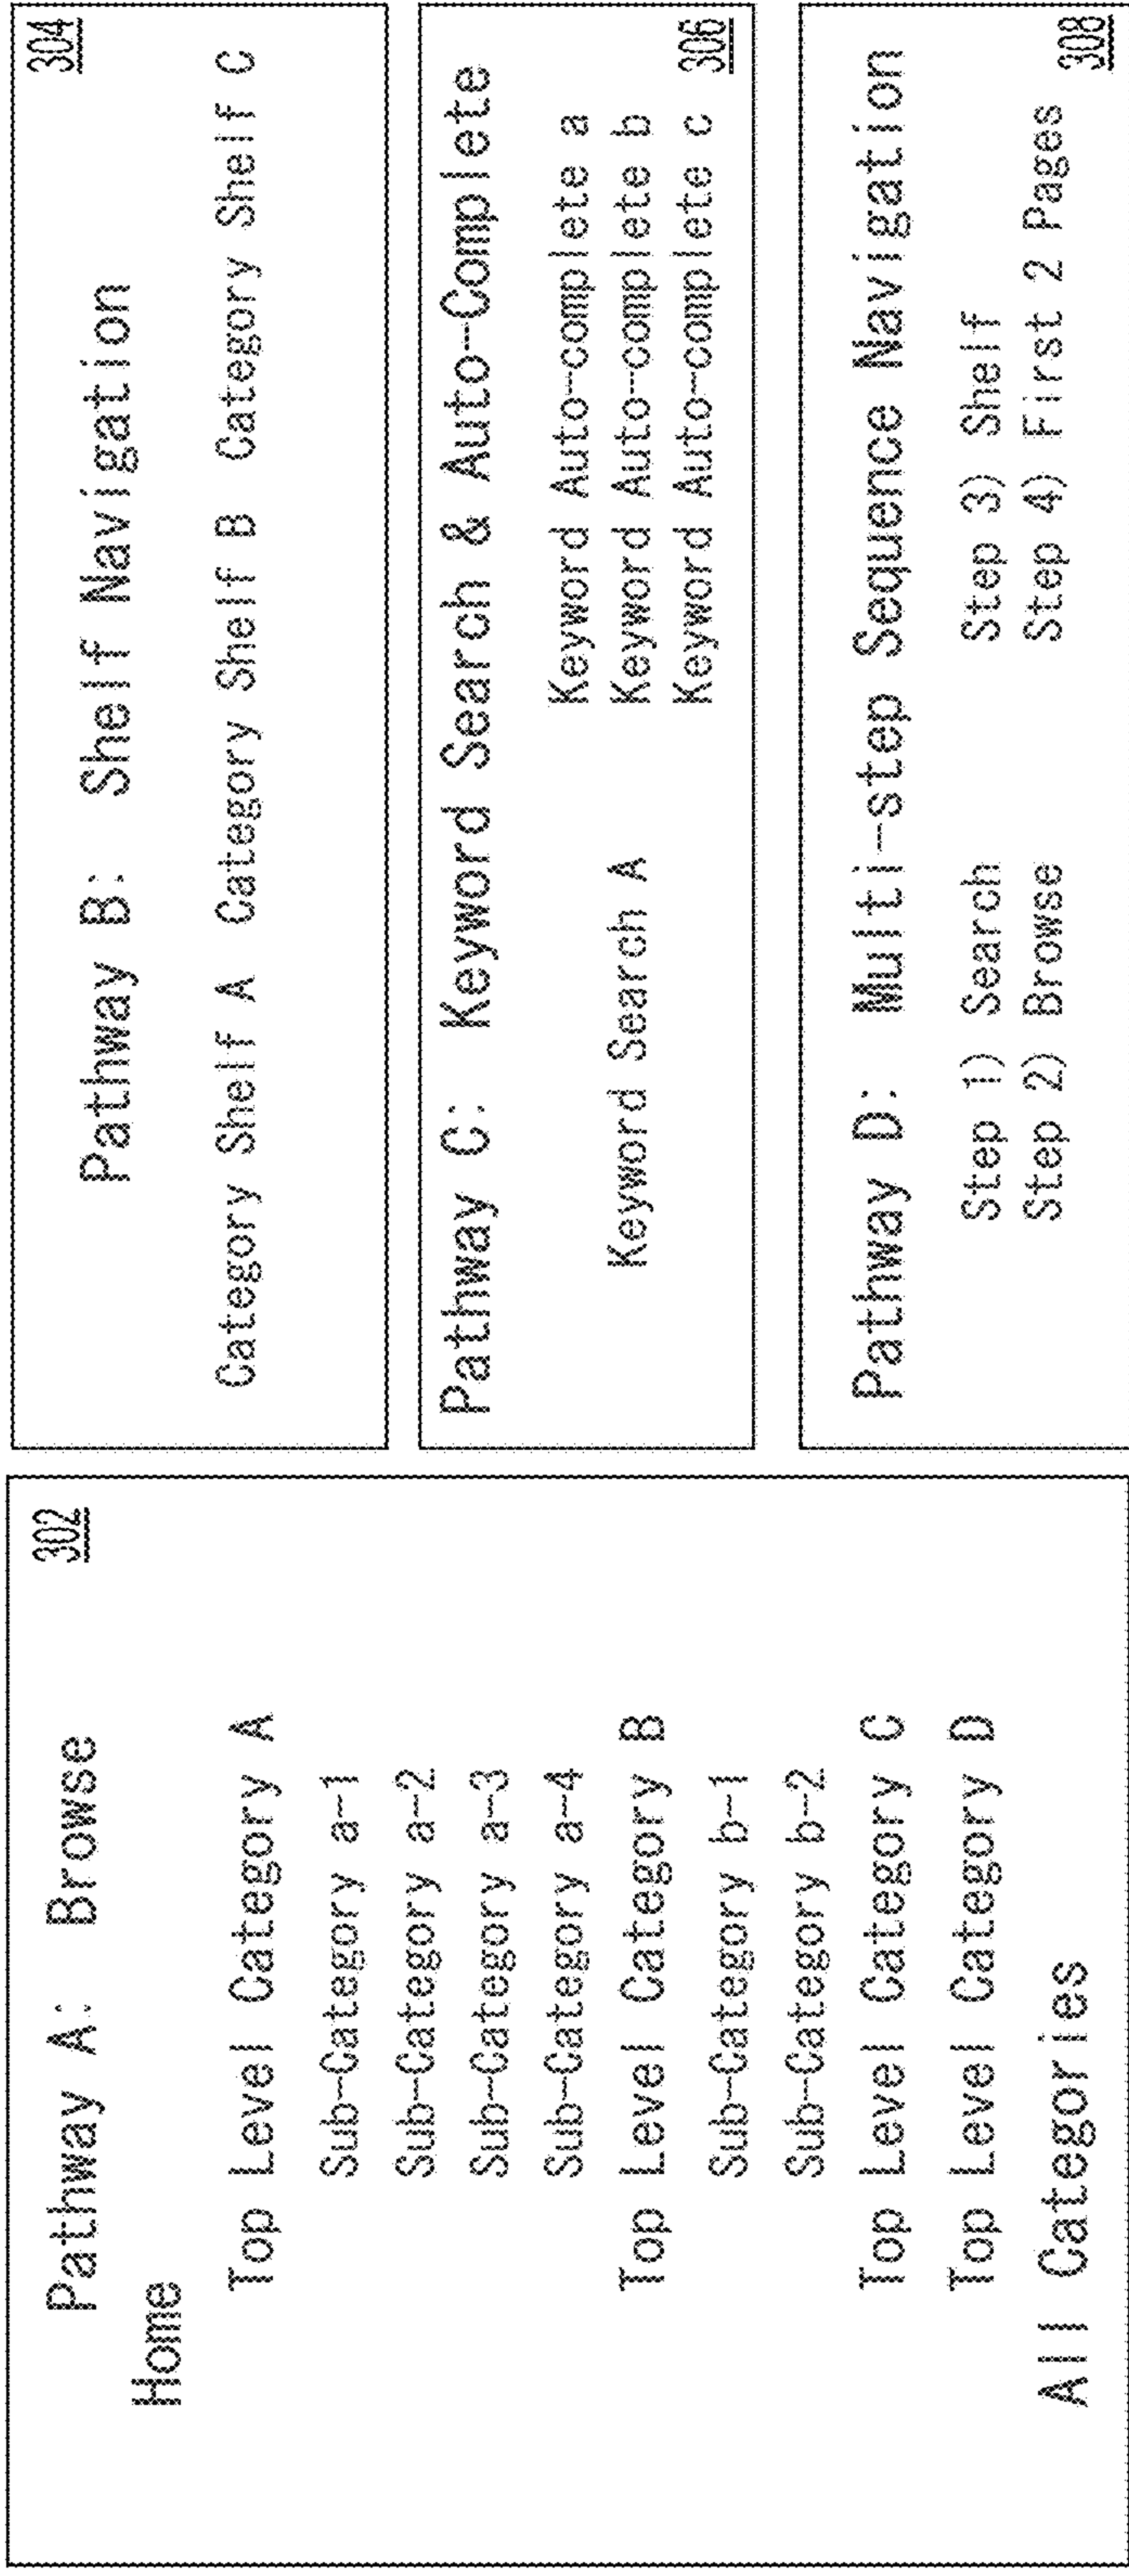 302
Pathway A: Browse
Home
Top Level Category A
Sub-Category a-1
Sub-Category a-2
Sub-Category a-3
Sub-Category a-4
Top Level Category B
Sub-Category b-1
Sub-Category b-2
Top Level Category C
Top Level Category D
All Categories
304
Pathway B: Shelf Navigation
Category Shelf A Category Shelf B Category Shelf C
Pathway C: Keyword Search & Auto-Complete
Keyword Auto-complete a
Keyword Search A Keyword Auto-complete b
Keyword Auto-complete c
306
Pathway D: Multi-step Sequence Navigation
Step 1) Search Step 3) Shelf
Step 2) Browse Step 4) First 2 Pages
308